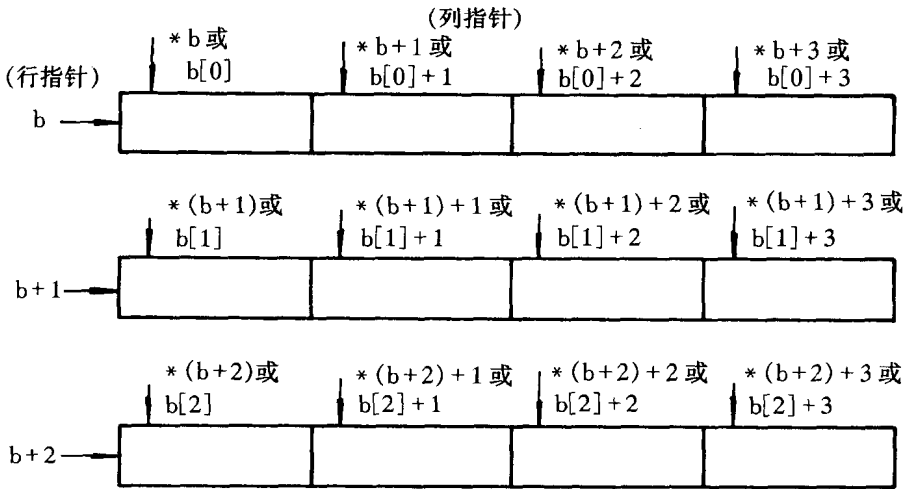 (列指针)
* b 或
b[0]
* b+1 或
b[0]+1
* b+2 或
b[0]+2
* b+3 或
b[0]+3
(行指针)
b
* (b+1)或
b[1]
* (b+1)+1 或
b[1]+1
* (b+1)+2 或
b[1]+2
* (b+1)+3 或
b[1]+3
b+1
* (b+2)或
b[2]
* (b+2)+1 或
b[2]+1
* (b+2)+2 或
b[2]+2
* (b+2)+3 或
b[2]+3
b+2